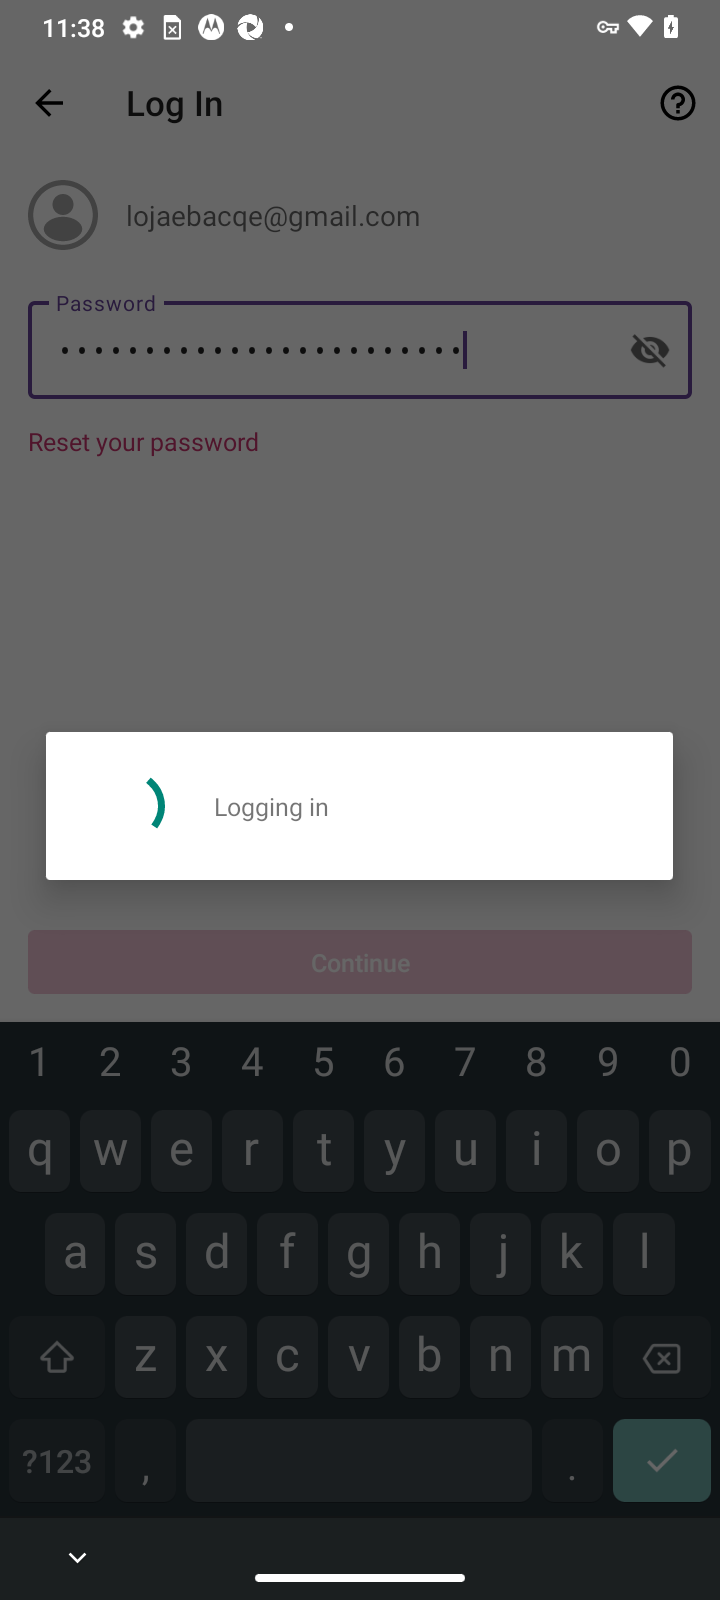 11:38
Log In
lojaebacqe@gmail.com
Password
Reset your password
Logging in
Continue
1 2 3 4 5 6 7 8 9 0
q w e r t y u i o p
a s d f g h j k l
z x c v b n m
?123 , .